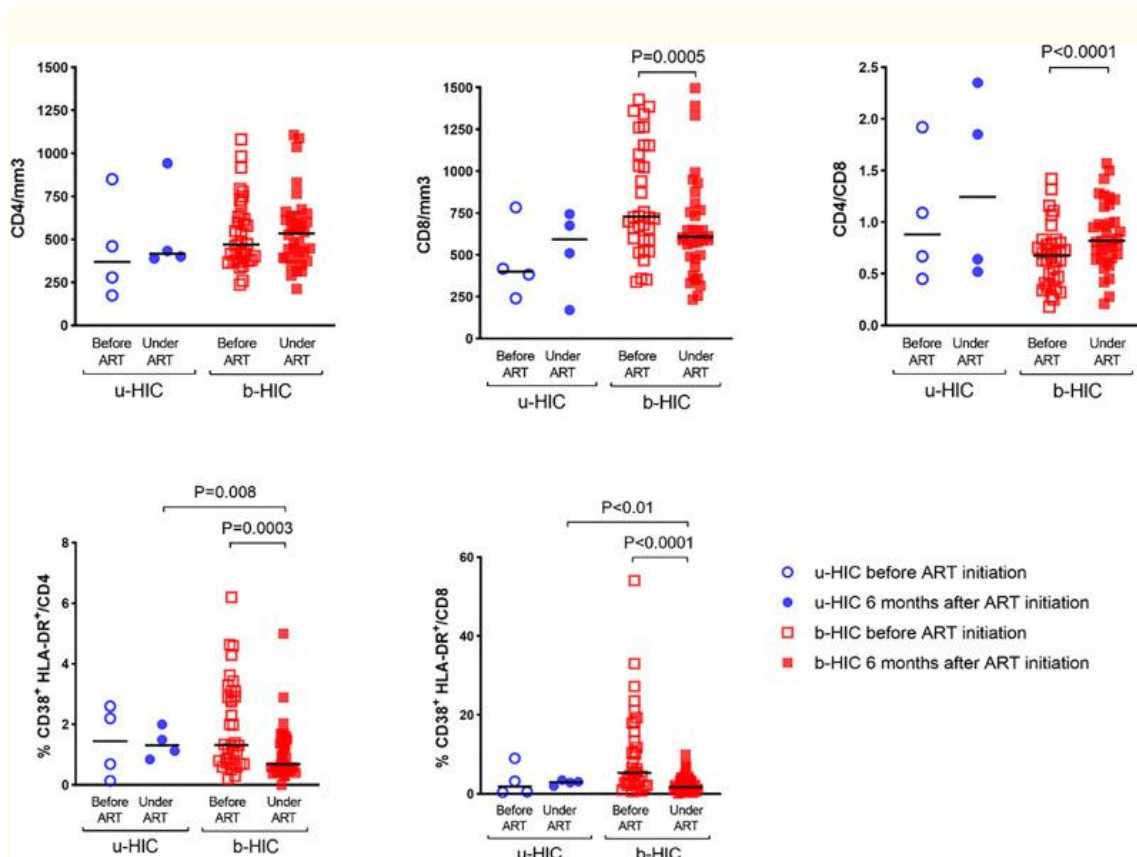 P=0.0005
P<0.0001
CD4/mm3
1500
1250
1000
750
500
250
0
Before ART
Under ART
Before ART
Under ART
u-HIC
b-HIC
CD8/mm3
1500
1250
1000
750
500
250
0
Before ART
Under ART
Before ART
Under ART
u-HIC
b-HIC
CD4/CD8
2.5
2.0
1.5
1.0
0.5
0.0
Before ART
Under ART
Before ART
Under ART
u-HIC
b-HIC
P=0.008
P=0.0003
% CD38+ HLA-DR+/CD4
8
6
4
2
0
Before ART
Under ART
Before ART
Under ART
u-HIC
b-HIC
P<0.01
P<0.0001
% CD38+ HLA-DR+/CD8
60
40
20
0
Before ART
Under ART
Before ART
Under ART
u-HIC
b-HIC
u-HIC before ART initiation
u-HIC 6 months after ART initiation
b-HIC before ART initiation
b-HIC 6 months after ART initiation